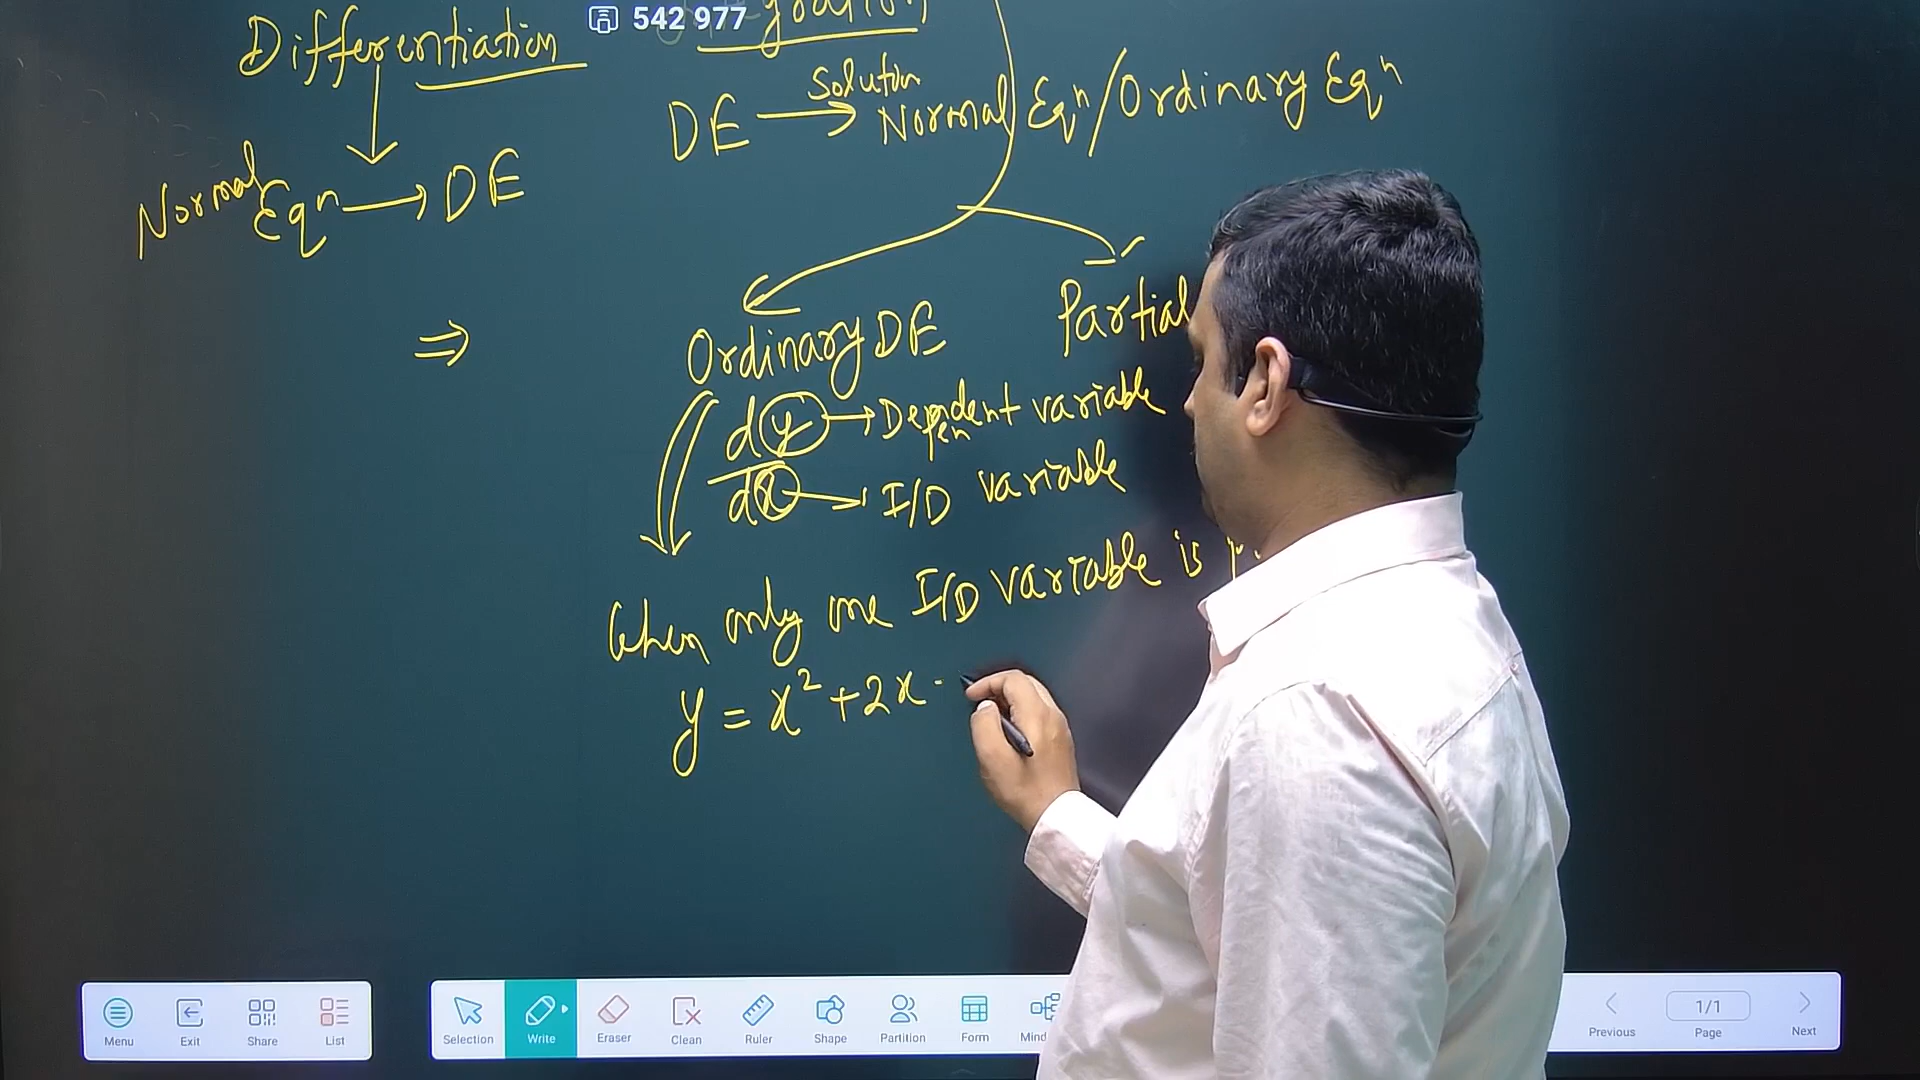 542 977
Differentiation
DE Solution → Normal Eqⁿ/Ordinary Eqⁿ
Normal Eqⁿ → DE
⇒
Ordinary DE
Partial
dy → Dependent variable
dx → I/D variable
When only one I/D variable is
y = x² + 2x
Menu
Exit
Share
List
Selection
Write
Eraser
Clean
Ruler
Shape
Partition
Form
Mind
Previous
1/1
Page
Next